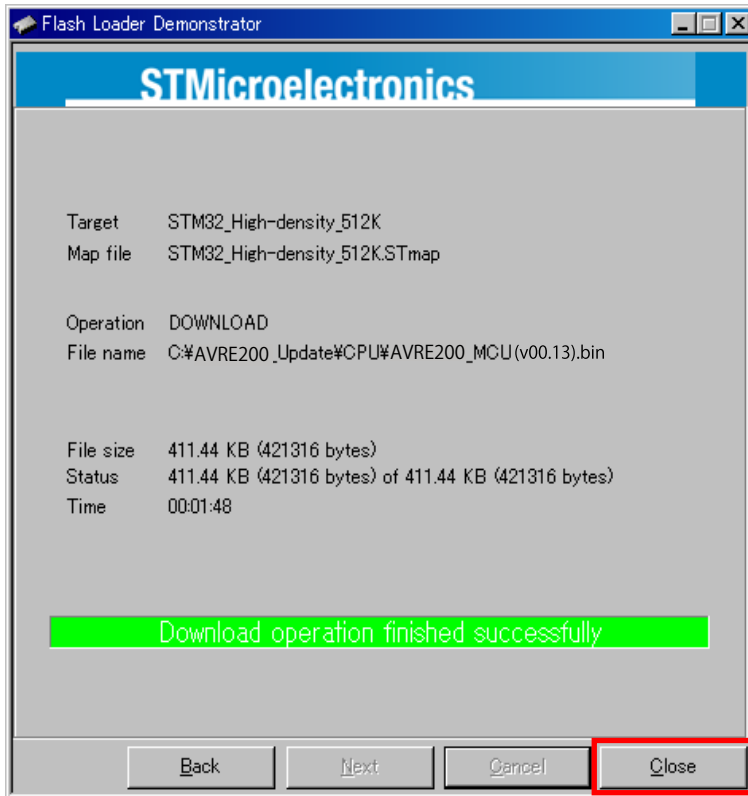 Flash Loader Demonstrator
STMicroelectronics
Target STM32_High-density_512K
Map file STM32_High-density_512K.STmap
Operation DOWNLOAD
File name C:¥AVRE200_Update¥CPU¥AVRE200_MCU(v00.13).bin
File size 411.44 KB (421316 bytes)
Status 411.44 KB (421316 bytes) of 411.44 KB (421316 bytes)
Time 00:01:48
Download operation finished successfully
Back Next Cancel Close